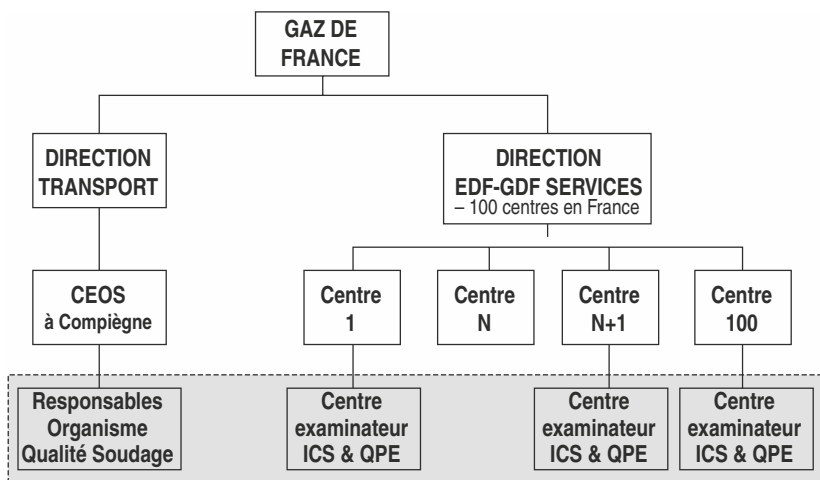 GAZ DE
FRANCE
DIRECTION
TRANSPORT
DIRECTION
EDF-GDF SERVICES
– 100 centres en France
CEOS
à Compiègne
Centre
1
Centre
N
Centre
N+1
Centre
100
Responsables
Organisme
Qualité Soudage
Centre
examinateur
ICS & QPE
Centre
examinateur
ICS & QPE
Centre
examinateur
ICS & QPE